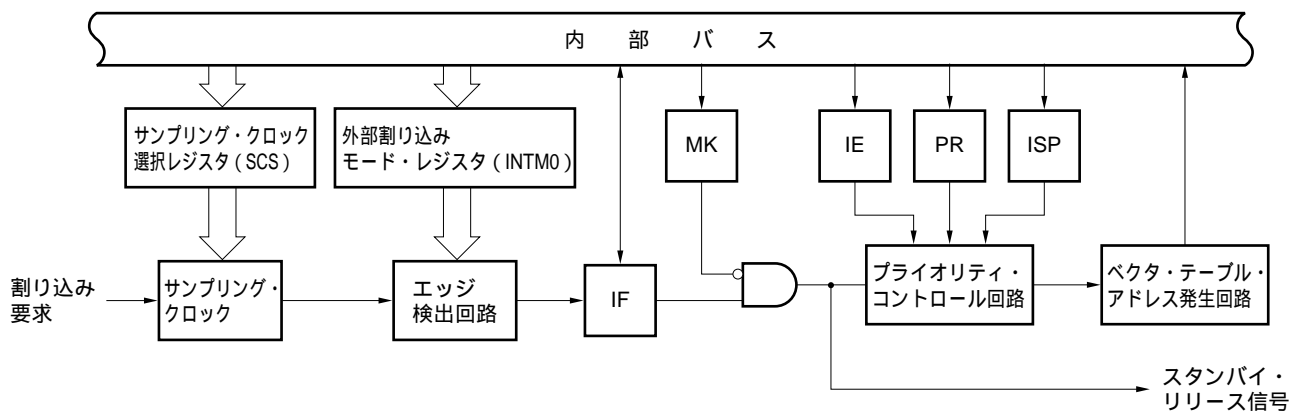 内 部 バ ス
サンプリング・クロック
選択レジスタ（SCS）
外部割り込み
モード・レジスタ（INTM0）
MK
IE
PR
ISP
割り込み
要求
サンプリング・
クロック
エッジ
検出回路
IF
プライオリティ・
コントロール回路
ベクタ・テーブル・
アドレス発生回路
スタンバイ・
リリース信号